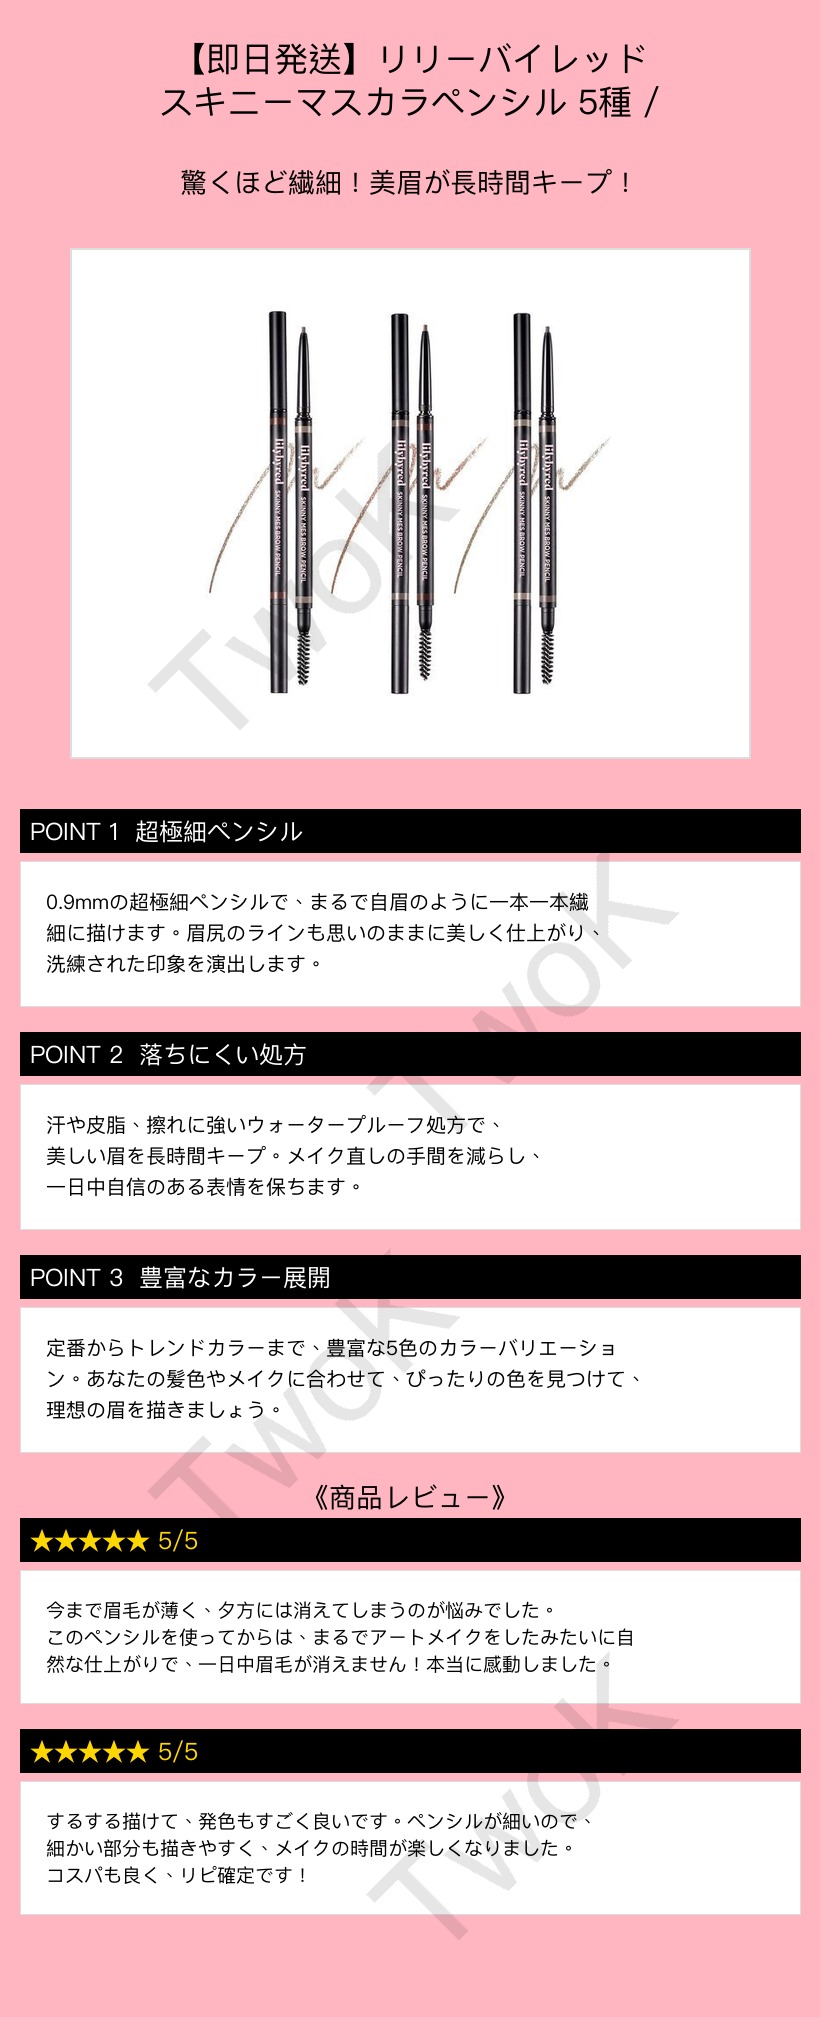 【即日発送】リリーバイレッド
スキニーマスカラペンシル 5種 /
驚くほど繊細！美眉が長時間キープ！
lilybyred SKINNY MES BROW PENCIL
lilybyred SKINNY MES BROW PENCIL
lilybyred SKINNY MES BROW PENCIL
lilybyred SKINNY MES BROW PENCIL
lilybyred SKINNY MES BROW PENCIL
lilybyred SKINNY MES BROW PENCIL
TwoK
POINT 1 超極細ペンシル
0.9mmの超極細ペンシルで、まるで自眉のように一本一本繊
細に描けます。眉尻のラインも思いのままに美しく仕上がり、
洗練された印象を演出します。
TwoK
POINT 2 落ちにくい処方
汗や皮脂、擦れに強いウォータープルーフ処方で、
美しい眉を長時間キープ。メイク直しの手間を減らし、
一日中自信のある表情を保ちます。
POINT 3 豊富なカラー展開
定番からトレンドカラーまで、豊富な5色のカラーバリエーショ
ン。あなたの髪色やメイクに合わせて、ぴったりの色を見つけて、
理想の眉を描きましょう。
TwoK
《商品レビュー》
★★★★★ 5/5
今まで眉毛が薄く、夕方には消えてしまうのが悩みでした。
このペンシルを使ってからは、まるでアートメイクをしたみたいに自
然な仕上がりで、一日中眉毛が消えません！本当に感動しました。
★★★★★ 5/5
するする描けて、発色もすごく良いです。ペンシルが細いので、
細かい部分も描きやすく、メイクの時間が楽しくなりました。
コスパも良く、リピ確定です！
TwoK